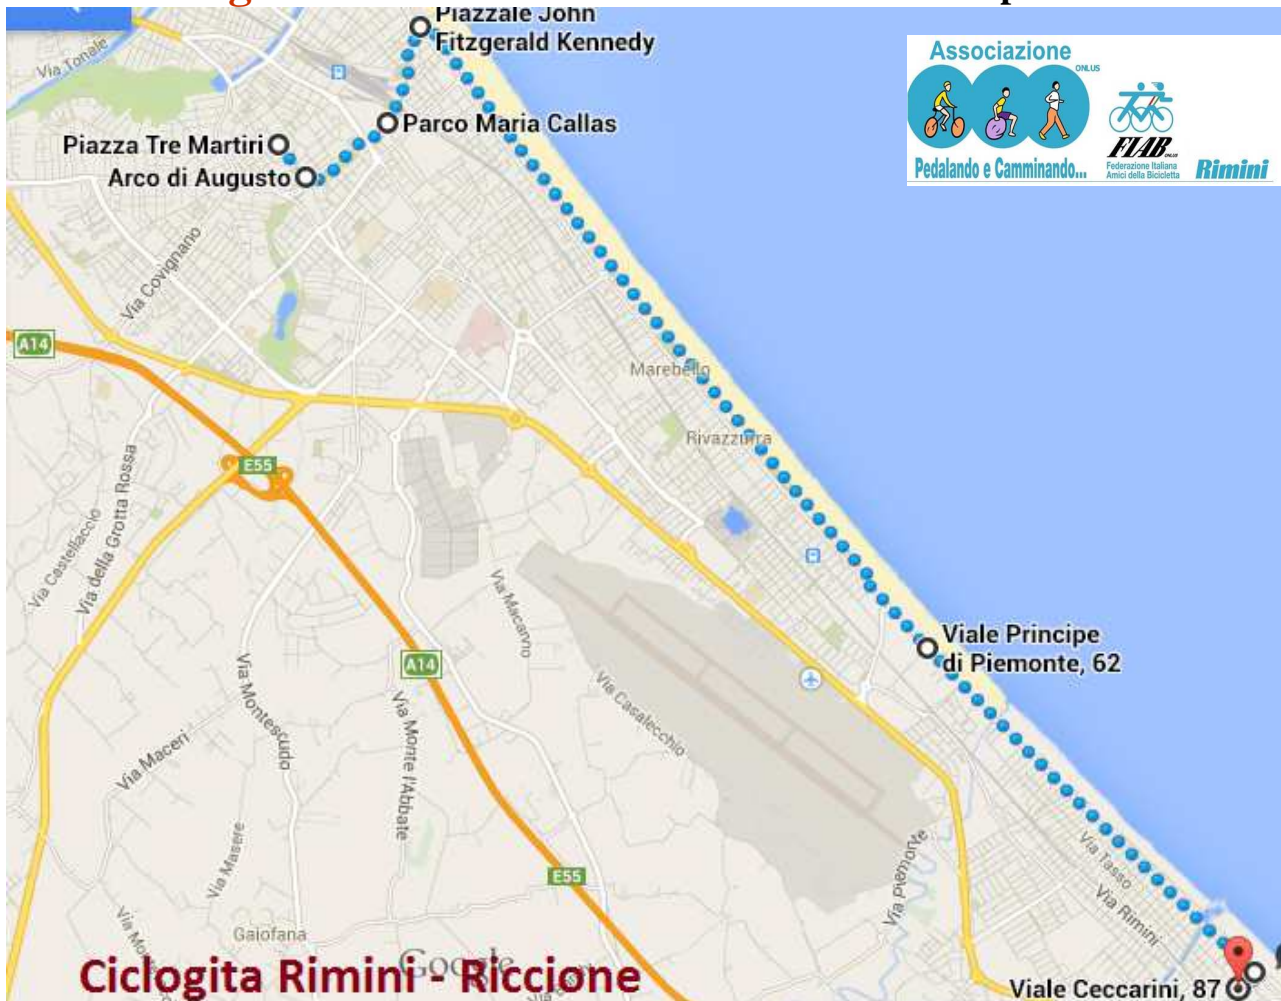 Piazzale John
Fitzgerald Kennedy
Via Tonale
Associazione
ONLUS
Parco Maria Callas
Piazza Tre Martiri
Arco di Augusto
FIAB
ONLUS
Federazione Italiana
Amici della Bicicletta
Pedalando e Camminando...
Rimini
Via Covignano
A14
Marebello
Rivazzurra
E55
Via della Grotta Rossa
Via Castellaccio
Via Macanno
Viale Principe
di Piemonte, 62
A14
Via Montescudo
Via Monte l'Abbate
Via Casalecchio
Via Maceri
Via Masere
Via Piemonte
Via Tasso
Via Rimini
E55
Gaiofana
Google
Ciclogita Rimini - Riccione
Viale Ceccarini, 87